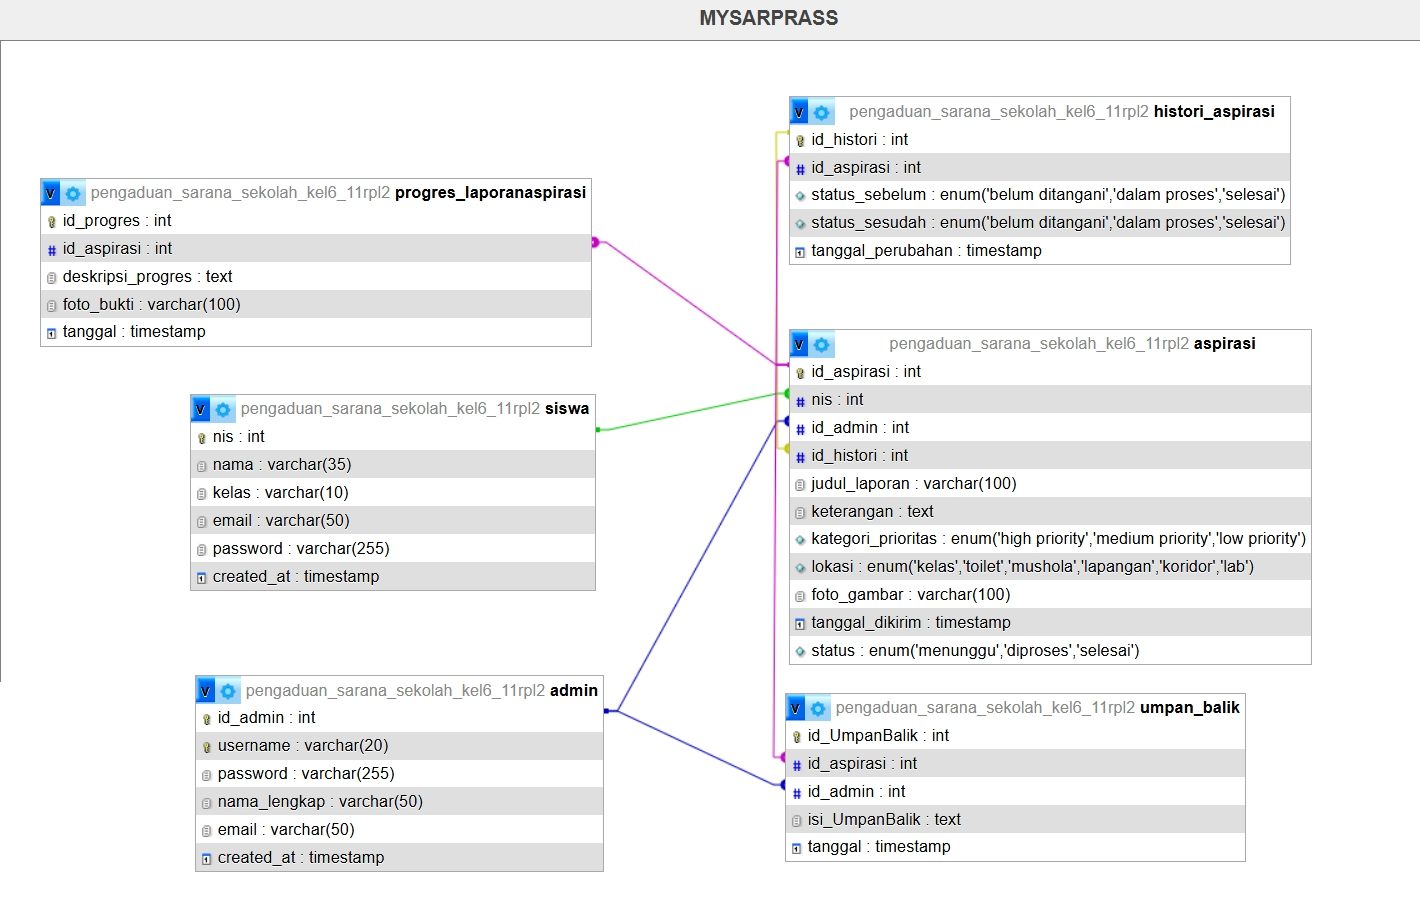 MYSARPRASS
pengaduan_sarana_sekolah_kel6_11rpl2 histori_aspirasi
id_histori : int
id_aspirasi : int
status_sebelum : enum('belum ditangani','dalam proses','selesai')
status_sesudah : enum('belum ditangani','dalam proses','selesai')
tanggal_perubahan : timestamp
pengaduan_sarana_sekolah_kel6_11rpl2 progres_laporanaspirasi
id_progres : int
id_aspirasi : int
deskripsi_progres : text
foto_bukti : varchar(100)
tanggal : timestamp
pengaduan_sarana_sekolah_kel6_11rpl2 aspirasi
id_aspirasi : int
nis : int
id_admin : int
id_histori : int
judul_laporan : varchar(100)
keterangan : text
kategori_prioritas : enum('high priority','medium priority','low priority')
lokasi : enum('kelas','toilet','mushola','lapangan','koridor','lab')
foto_gambar : varchar(100)
tanggal_dikirim : timestamp
status : enum('menunggu','diproses','selesai')
pengaduan_sarana_sekolah_kel6_11rpl2 siswa
nis : int
nama : varchar(35)
kelas : varchar(10)
email : varchar(50)
password : varchar(255)
created_at : timestamp
pengaduan_sarana_sekolah_kel6_11rpl2 admin
id_admin : int
username : varchar(20)
password : varchar(255)
nama_lengkap : varchar(50)
email : varchar(50)
created_at : timestamp
pengaduan_sarana_sekolah_kel6_11rpl2 umpan_balik
id_UmpanBalik : int
id_aspirasi : int
id_admin : int
isi_UmpanBalik : text
tanggal : timestamp